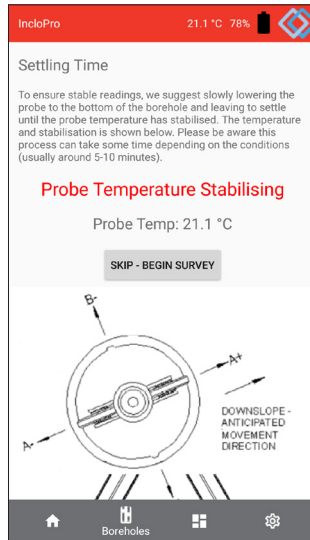 IncloPro
21.1 °C 78%
Settling Time
To ensure stable readings, we suggest slowly lowering the
probe to the bottom of the borehole and leaving to settle
until the probe temperature has stabilised. The temperature
and stabilisation is shown below. Please be aware this
process can take some time depending on the conditions
(usually around 5-10 minutes).
Probe Temperature Stabilising
Probe Temp: 21.1 °C
SKIP - BEGIN SURVEY
B-
A+
A-
DOWNSLOPE -
ANTICIPATED
MOVEMENT
DIRECTION
Boreholes